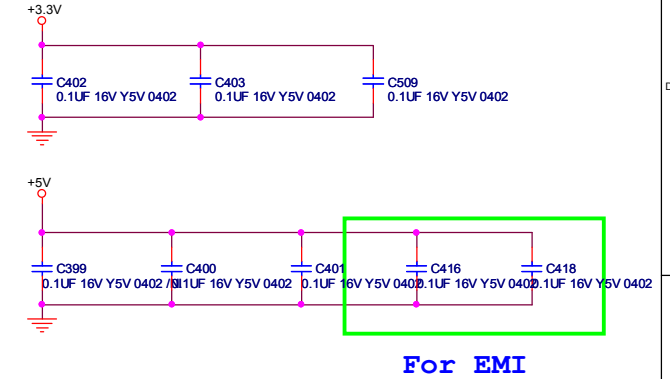 +3.3V
C402
0.1UF 16V Y5V 0402
C403
0.1UF 16V Y5V 0402
C509
0.1UF 16V Y5V 0402
+5V
C399
0.1UF 16V Y5V 0402
C400
0.1UF 16V Y5V 0402
C401
0.1UF 16V Y5V 0402
C416
0.1UF 16V Y5V 0402
C418
0.1UF 16V Y5V 0402
For EMI